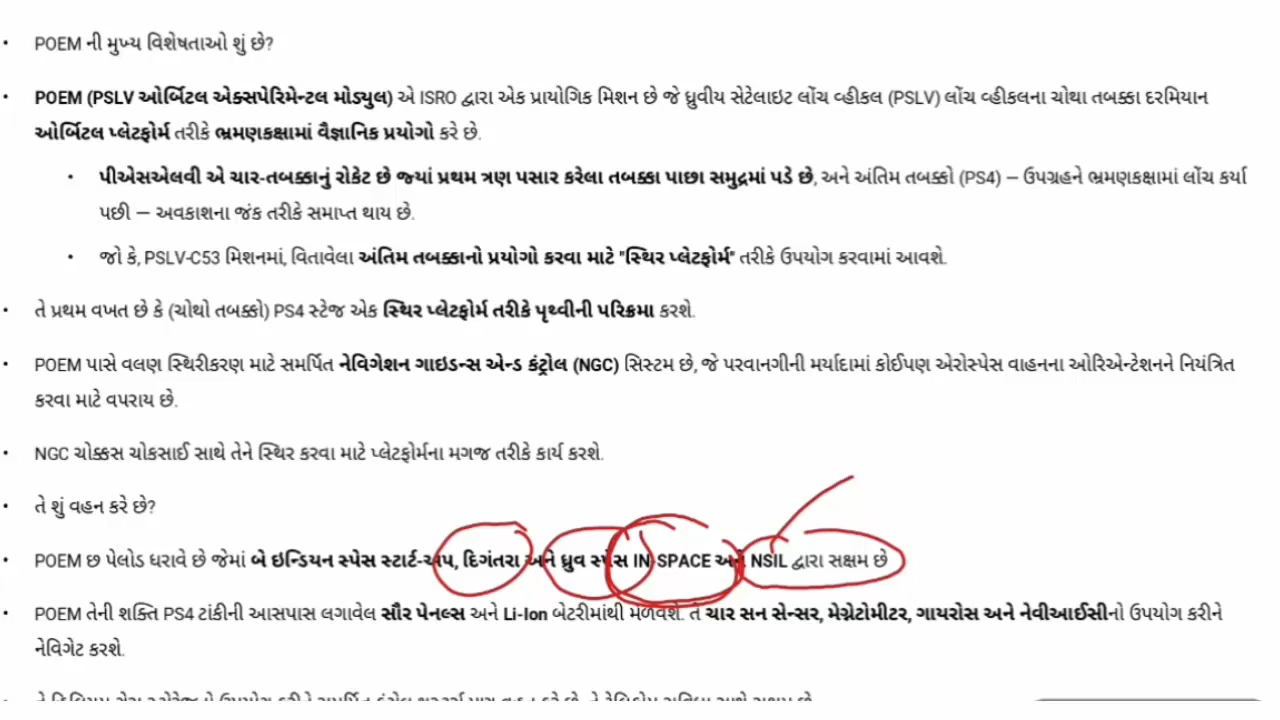 • POEM ની મુખ્ય વિશેષતાઓ શું છે?
• POEM (PSLV ઓર્બિટલ એક્સપેરિમેન્ટલ મોડ્યુલ) એ ISRO દ્વારા એક પ્રાયોગિક મિશન છે જે ધ્રુવીય સેટેલાઇટ લોંચ વ્હીકલ (PSLV) લોંચ વ્હીકલના ચોથા તબક્કા દરમિયાન
ઓર્બિટલ પ્લેટફોર્મ તરીકે ભ્રમણકક્ષામાં વૈજ્ઞાનિક પ્રયોગો કરે છે.
• પીએસએલવી એ ચાર-તબક્કાનું રોકેટ છે જ્યાં પ્રથમ ત્રણ પસાર કરેલા તબક્કા પાછા સમુદ્રમાં પડે છે, અને અંતિમ તબક્કો (PS4) – ઉપગ્રહને ભ્રમણકક્ષામાં લોંચ કર્યા
પછી – અવકાશના જંક તરીકે સમાપ્ત થાય છે.
• જો કે, PSLV-C53 મિશનમાં, વિતાવેલા અંતિમ તબક્કાનો પ્રયોગો કરવા માટે "સ્થિર પ્લેટફોર્મ" તરીકે ઉપયોગ કરવામાં આવશે.
• તે પ્રથમ વખત છે કે (ચોથો તબક્કો) PS4 સ્ટેજ એક સ્થિર પ્લેટફોર્મ તરીકે પૃથ્વીની પરિક્રમા કરશે.
• POEM પાસે વલણ સ્થિરીકરણ માટે સમર્પિત નેવિગેશન ગાઇડન્સ એન્ડ કંટ્રોલ (NGC) સિસ્ટમ છે, જે પરવાનગીની મર્યાદામાં કોઈપણ એરોસ્પેસ વાહનના ઓરિએન્ટેશનને નિયંત્રિત
કરવા માટે વપરાય છે.
• NGC ચોક્કસ ચોકસાઈ સાથે તેને સ્થિર કરવા માટે પ્લેટફોર્મના મગજ તરીકે કાર્ય કરશે.
• તે શું વહન કરે છે?
• POEM છ પેલોડ ધરાવે છે જેમાં બે ઇન્ડિયન સ્પેસ સ્ટાર્ટ-અપ, દિગંતરા અને ધ્રુવ સ્પેસ IN-SPACE અને NSIL દ્વારા સક્ષમ છે
• POEM તેની શક્તિ PS4 ટાંકીની આસપાસ લગાવેલ સૌર પેનલ્સ અને Li-Ion બેટરીમાંથી મેળવશે. તે ચાર સન સેન્સર, મેગ્નેટોમીટર, ગાયરોસ અને નેવીઆઈસીનો ઉપયોગ કરીને
નેવિગેટ કરશે.